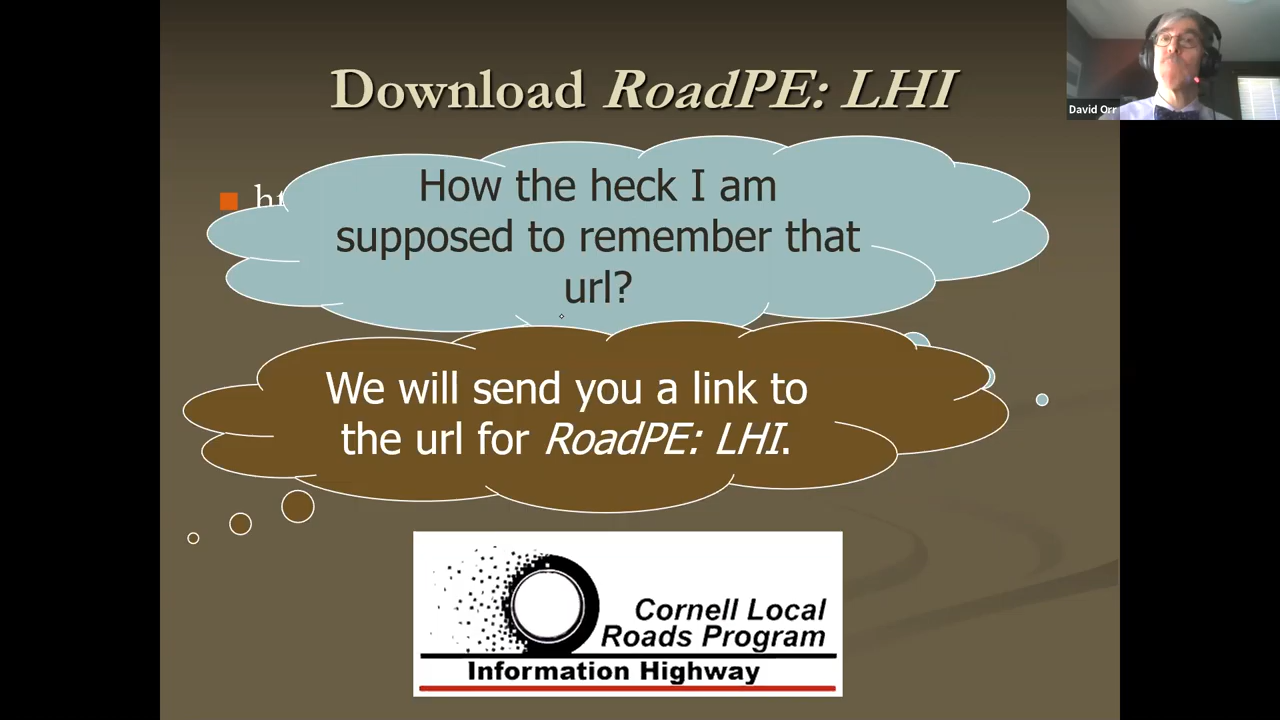 Download RoadPE: LHI
David Orr
How the heck I am
supposed to remember that
url?
We will send you a link to
the url for RoadPE: LHI.
Cornell Local
Roads Program
Information Highway